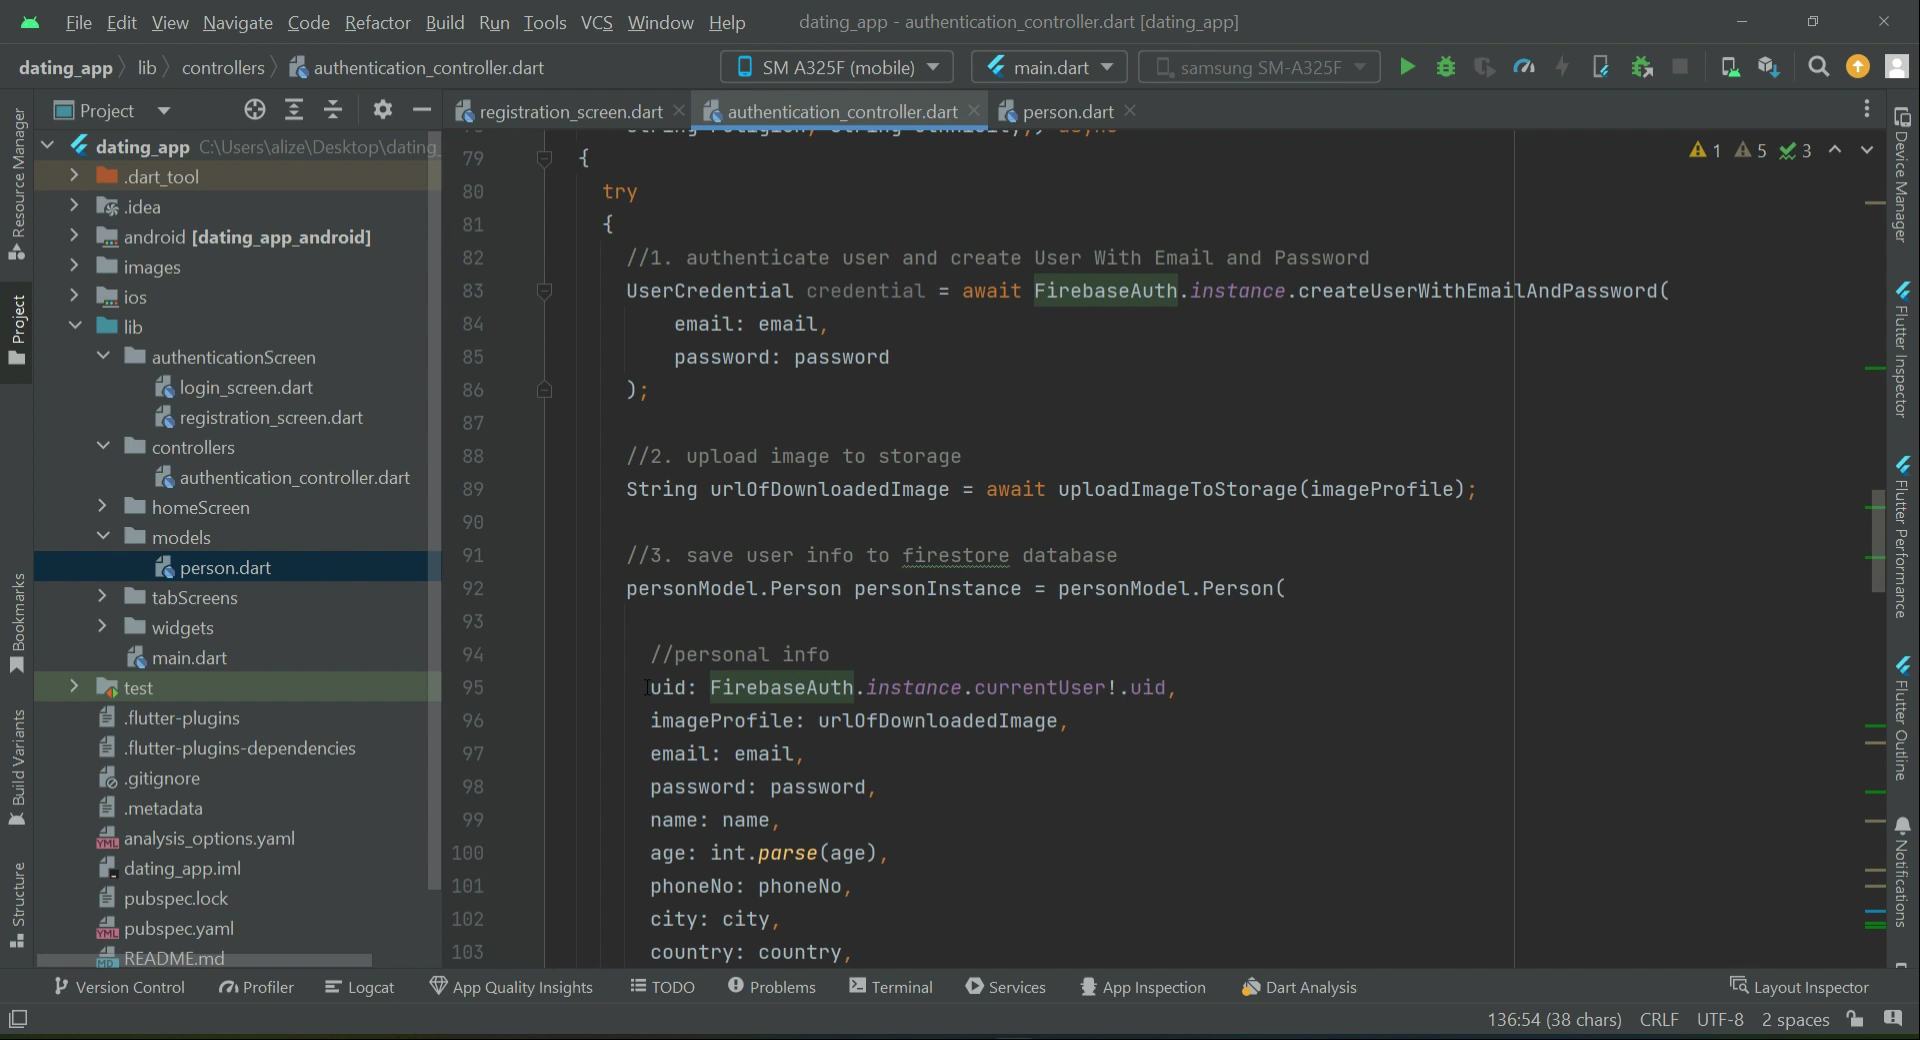 File Edit View Navigate Code Refactor Build Run Tools VCS Window Help dating_app - authentication_controller.dart [dating_app]
dating_app lib controllers authentication_controller.dart SM A325F (mobile) main.dart samsung SM-A325F
Project
registration_screen.dart authentication_controller.dart person.dart
Resource Manager
Project
Bookmarks
Build Variants
Structure
dating_app C:\Users\alize\Desktop\dating_
.dart_tool
.idea
android [dating_app_android]
images
ios
lib
authenticationScreen
login_screen.dart
registration_screen.dart
controllers
authentication_controller.dart
homeScreen
models
person.dart
tabScreens
widgets
main.dart
test
.flutter-plugins
.flutter-plugins-dependencies
.gitignore
.metadata
analysis_options.yaml
dating_app.iml
pubspec.lock
pubspec.yaml
README.md
1 5 3
79 {
80 try
81 {
82 //1. authenticate user and create User With Email and Password
83 UserCredential credential = await FirebaseAuth.instance.createUserWithEmailAndPassword(
84 email: email,
85 password: password
86 );
87
88 //2. upload image to storage
89 String urlOfDownloadedImage = await uploadImageToStorage(imageProfile);
90
91 //3. save user info to firestore database
92 personModel.Person personInstance = personModel.Person(
93
94 //personal info
95 uid: FirebaseAuth.instance.currentUser!.uid,
96 imageProfile: urlOfDownloadedImage,
97 email: email,
98 password: password,
99 name: name,
100 age: int.parse(age),
101 phoneNo: phoneNo,
102 city: city,
103 country: country,
Device Manager
Flutter Inspector
Flutter Performance
Flutter Outline
Notifications
Version Control Profiler Logcat App Quality Insights TODO Problems Terminal Services App Inspection Dart Analysis Layout Inspector
136:54 (38 chars) CRLF UTF-8 2 spaces